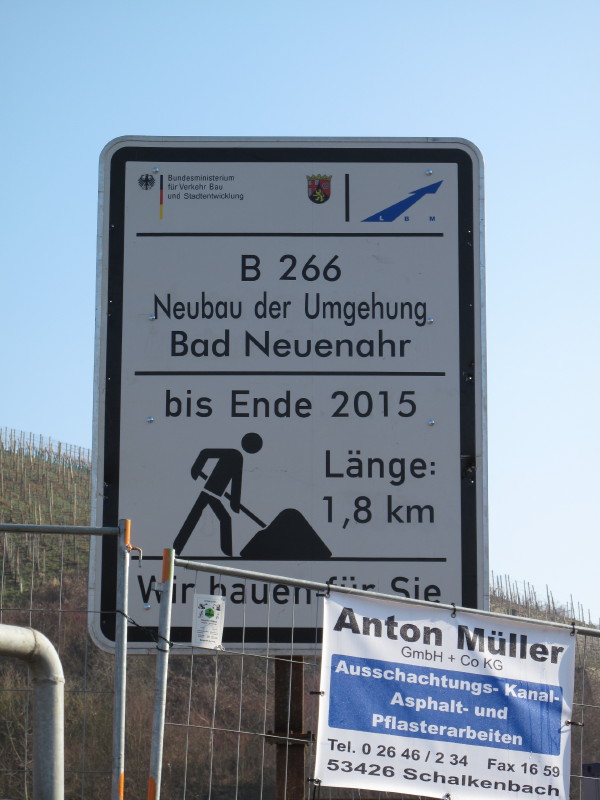 Bundesministerium
für Verkehr Bau
und Stadtentwicklung
L B M
B 266
Neubau der Umgehung
Bad Neuenahr
bis Ende 2015
Länge:
1,8 km
Wir bauen für Sie
Anton Müller
GmbH + Co KG
Ausschachtungs- Kanal-
Asphalt- und
Pflasterarbeiten
Tel. 0 26 46 / 2 34 Fax 16 59
53426 Schalkenbach